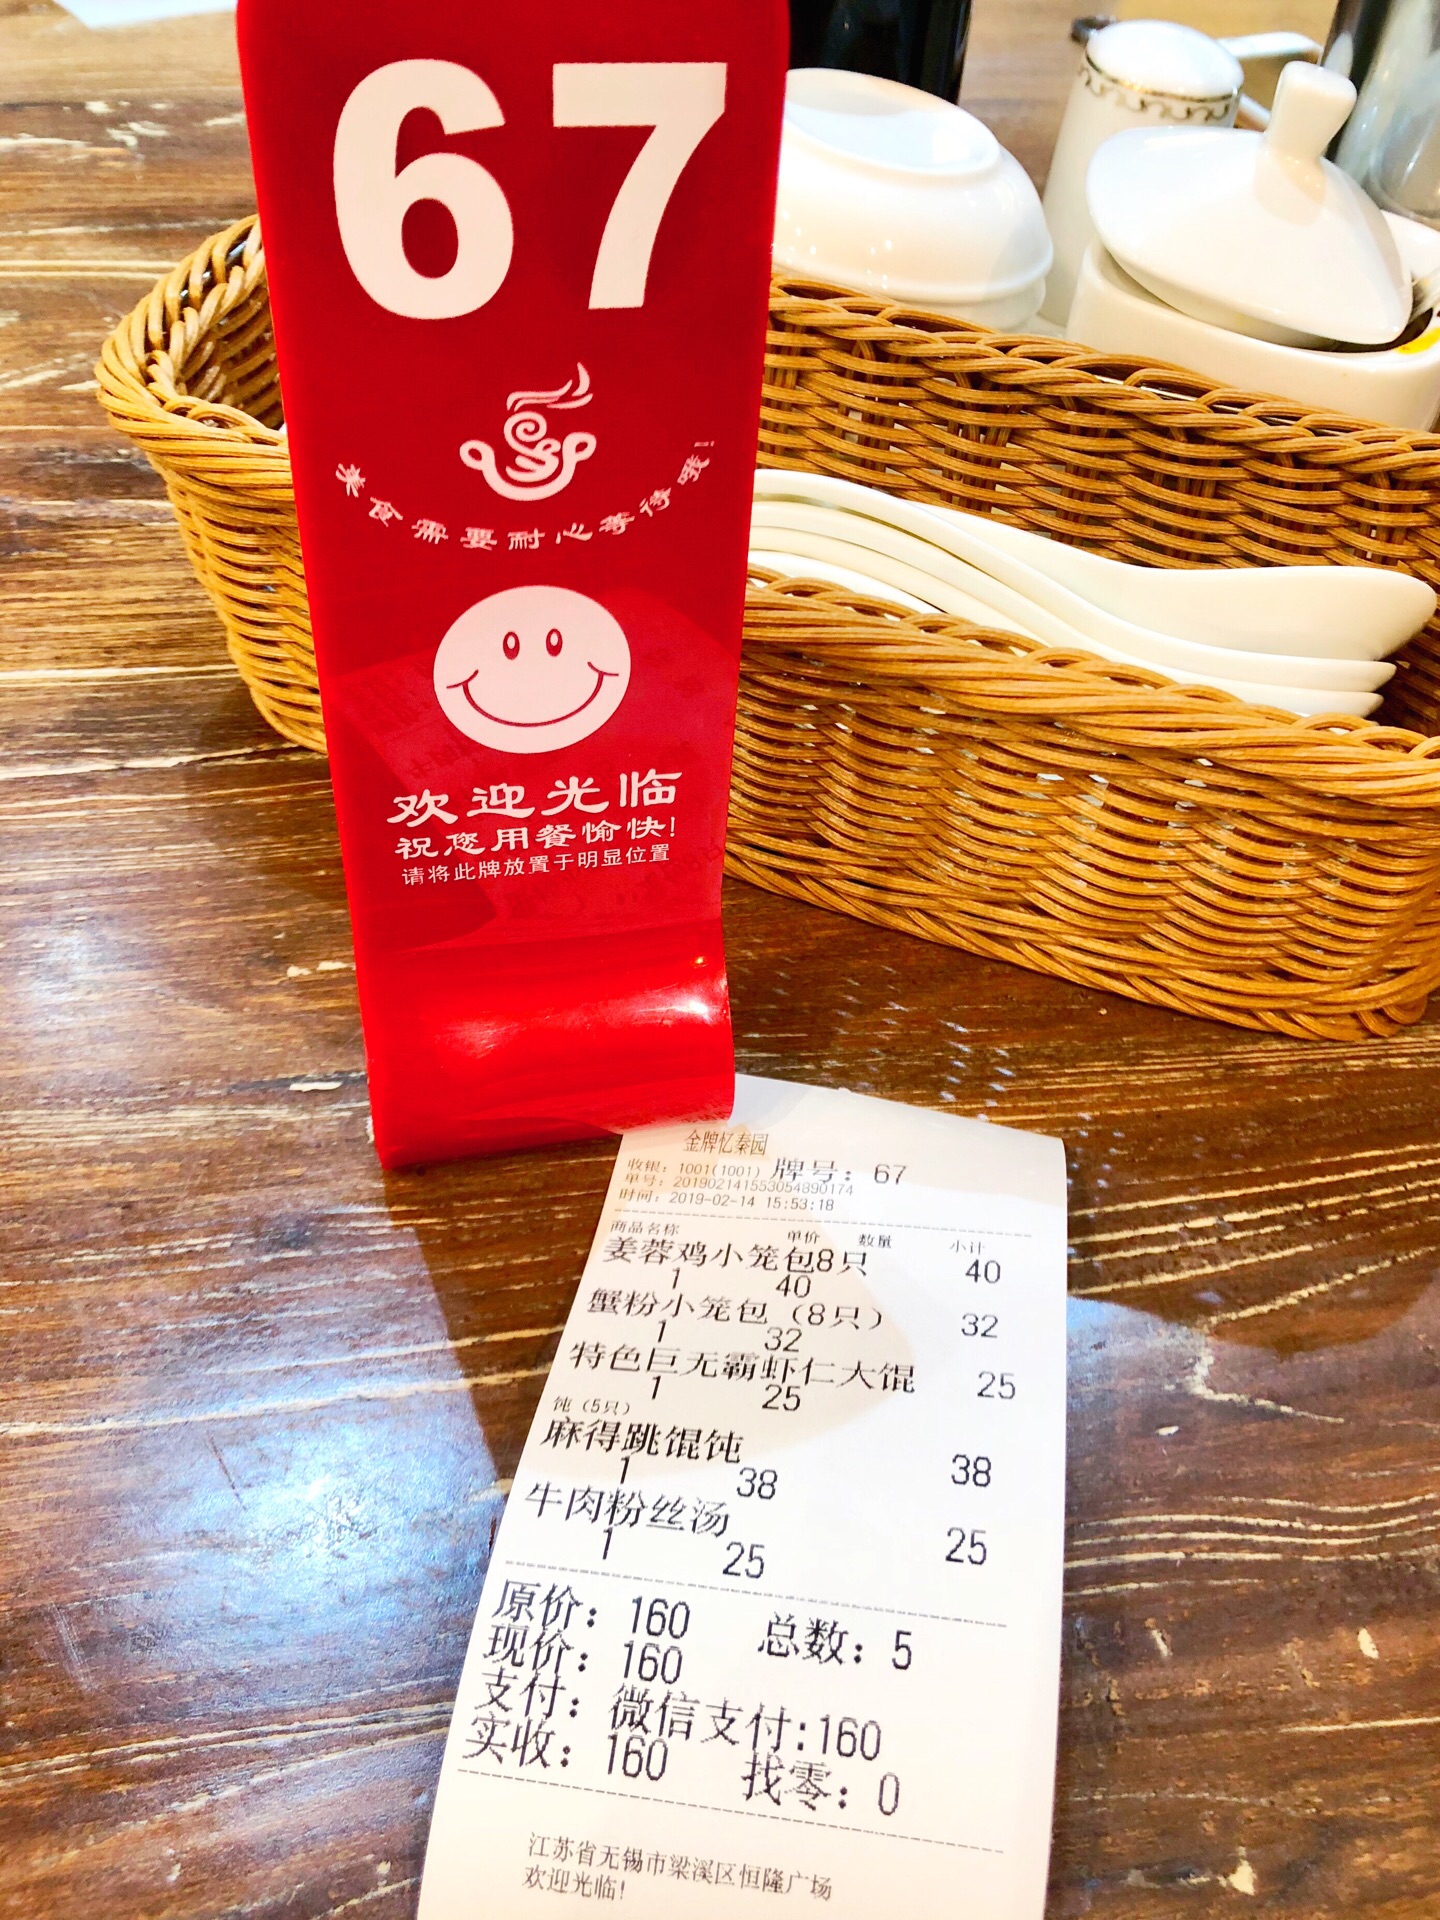 67
美食需要耐心等待哦！
欢迎光临
祝您用餐愉快！
请将此牌放置于明显位置
金牌忆秦园
收银：1001(1001) 牌号：67
单号：201902141553054890174
时间：2019-02-14 15:53:18
商品名称 单价 数量 小计
姜蓉鸡小笼包8只 40
1 40
蟹粉小笼包（8只） 32
1 32
特色巨无霸虾仁大馄 25
1 25
饨（5只）
麻得跳馄饨 38
1 38
牛肉粉丝汤 25
1 25
原价：160 总数：5
现价：160
支付：微信支付:160
实收：160 找零：0
江苏省无锡市梁溪区恒隆广场
欢迎光临!